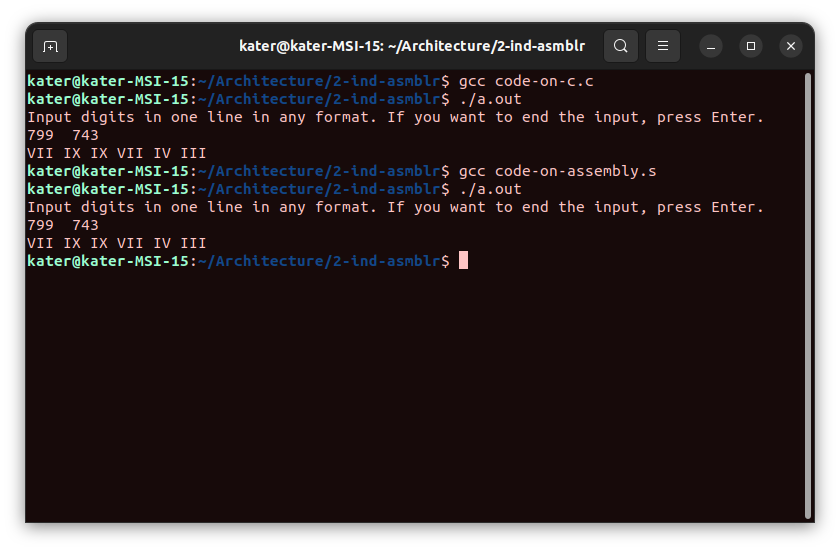 kater@kater-MSI-15: ~/Architecture/2-ind-asmblr
kater@kater-MSI-15:~/Architecture/2-ind-asmblr$ gcc code-on-c.c
kater@kater-MSI-15:~/Architecture/2-ind-asmblr$ ./a.out
Input digits in one line in any format. If you want to end the input, press Enter.
799  743
VII IX IX VII IV III
kater@kater-MSI-15:~/Architecture/2-ind-asmblr$ gcc code-on-assembly.s
kater@kater-MSI-15:~/Architecture/2-ind-asmblr$ ./a.out
Input digits in one line in any format. If you want to end the input, press Enter.
799  743
VII IX IX VII IV III
kater@kater-MSI-15:~/Architecture/2-ind-asmblr$